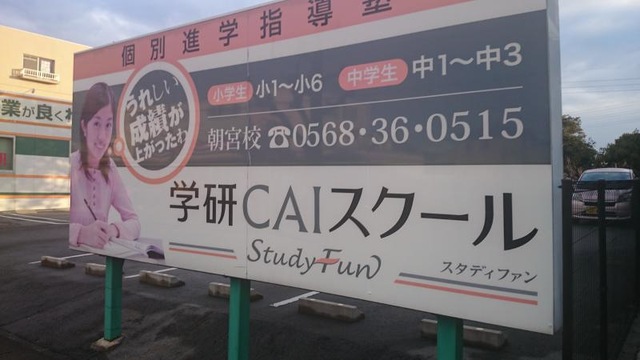 個別進学指導塾
うれしい
成績が
上がったね
小学生 小1～小6 中学生 中1～中3
朝宮校 ☎0568・36・0515
学研CAIスクール
StudyFun
スタディファン
業が良く